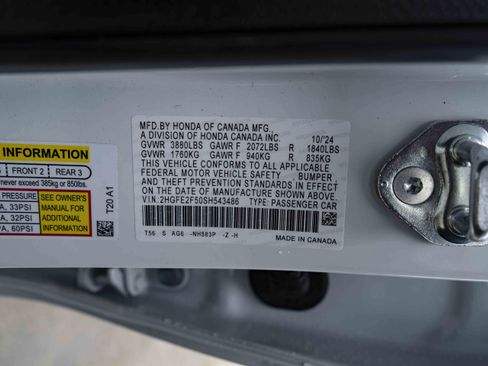 MFD.BY HONDA OF CANADA MFG.
A DIVISION OF HONDA CANADA INC. 10/'24
GVWR 3880LBS GAWR F 2072LBS R 1840LBS
GVWR 1760KG GAWR F 940KG R 835KG
THIS VEHICLE CONFORMS TO ALL APPLICABLE
FEDERAL MOTOR VEHICLE SAFETY, BUMPER
AND THEFT PREVENTION STANDARDS IN EFFECT
ON THE DATE OF MANUFACTURE SHOWN ABOVE
V.I.N. 2HGFE2F50SH543486 TYPE: PASSENGER CAR
T56 S AG6 -NH883P -Z -H
MADE IN CANADA
INFORMATION
FRONT 2 REAR 3
never exceed 385kg or 850lbs.
33PSI
32PSI
60PSI
SEE OWNER'S
MANUAL FOR
ADDITIONAL
INFORMATION
T20 A1